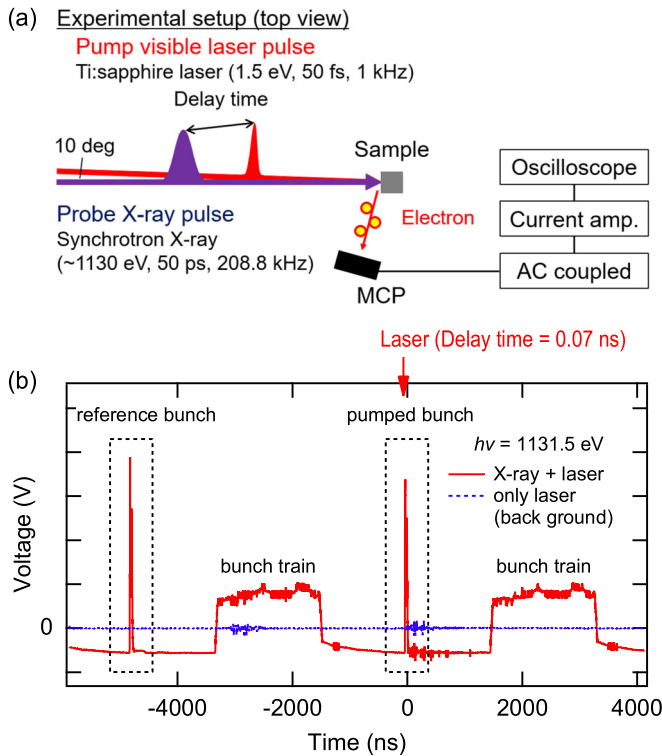 (a) Experimental setup (top view)
Pump visible laser pulse
Ti:sapphire laser (1.5 eV, 50 fs, 1 kHz)
Delay time
10 deg
Sample
Oscilloscope
Probe X-ray pulse
Electron
Current amp.
Synchrotron X-ray
(~1130 eV, 50 ps, 208.8 kHz)
AC coupled
MCP
Laser (Delay time = 0.07 ns)
(b)
reference bunch
pumped bunch
hν = 1131.5 eV
X-ray + laser
only laser
(back ground)
bunch train
bunch train
Voltage (V)
0
-4000
-2000
0
2000
4000
Time (ns)